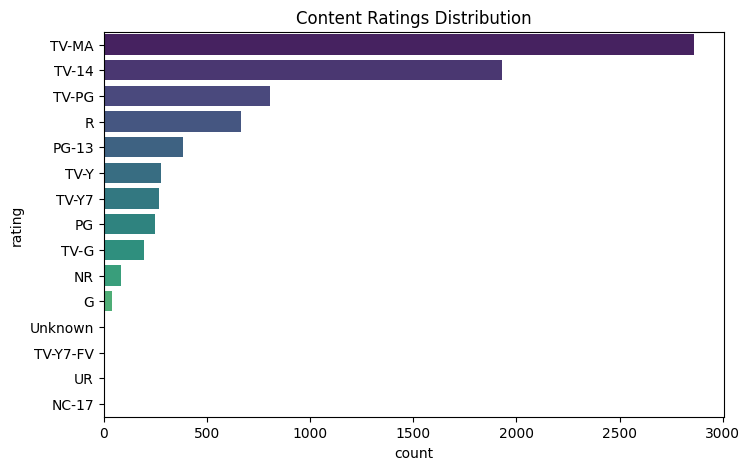 Content Ratings Distribution
TV-MA
TV-14
TV-PG
R
PG-13
TV-Y
TV-Y7
PG
TV-G
NR
G
Unknown
TV-Y7-FV
UR
NC-17
rating
0 500 1000 1500 2000 2500 3000
count